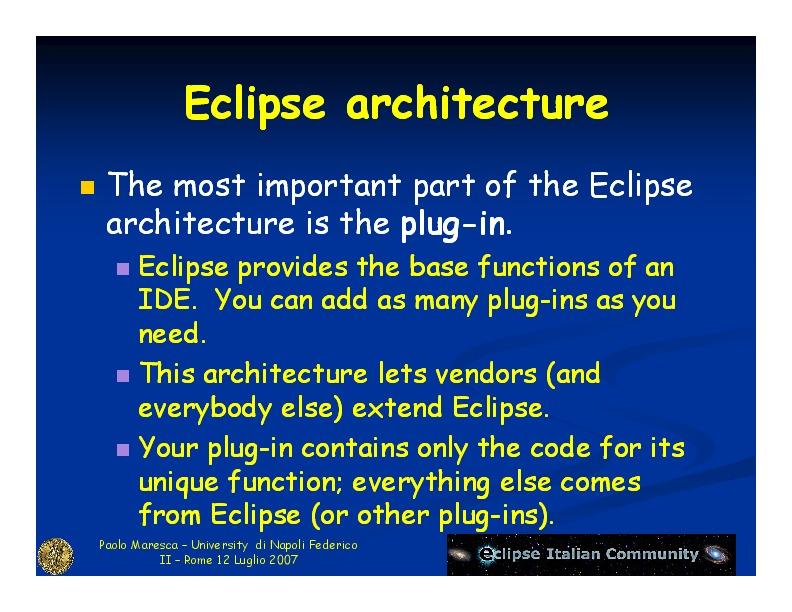 Eclipse architecture
The most important part of the Eclipse
architecture is the plug-in.
Eclipse provides the base functions of an
IDE.  You can add as many plug-ins as you
need.
This architecture lets vendors (and
everybody else) extend Eclipse.
Your plug-in contains only the code for its
unique function; everything else comes
from Eclipse (or other plug-ins).
Paolo Maresca – University  di Napoli Federico
II – Rome 12 Luglio 2007
eclipse Italian Community